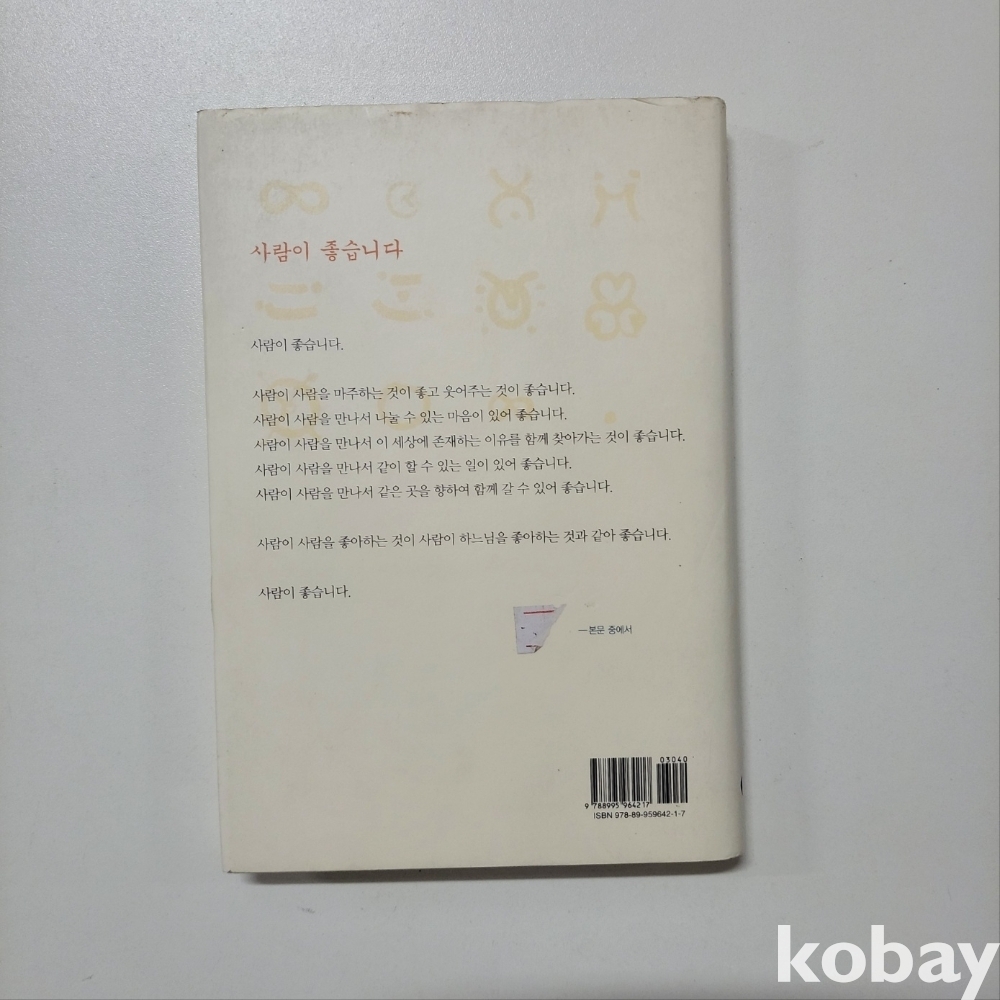 사람이 좋습니다
사람이 좋습니다.
사람이 사람을 마주하는 것이 좋고 웃어주는 것이 좋습니다.
사람이 사람을 만나서 나눌 수 있는 마음이 있어 좋습니다.
사람이 사람을 만나서 이 세상에 존재하는 이유를 함께 찾아가는 것이 좋습니다.
사람이 사람을 만나서 같이 할 수 있는 일이 있어 좋습니다.
사람이 사람을 만나서 같은 곳을 향하여 함께 갈 수 있어 좋습니다.
사람이 사람을 좋아하는 것이 사람이 하느님을 좋아하는 것과 같아 좋습니다.
사람이 좋습니다.
—본문 중에서
03040
9 788995 964217
ISBN 978-89-959642-1-7
kobay